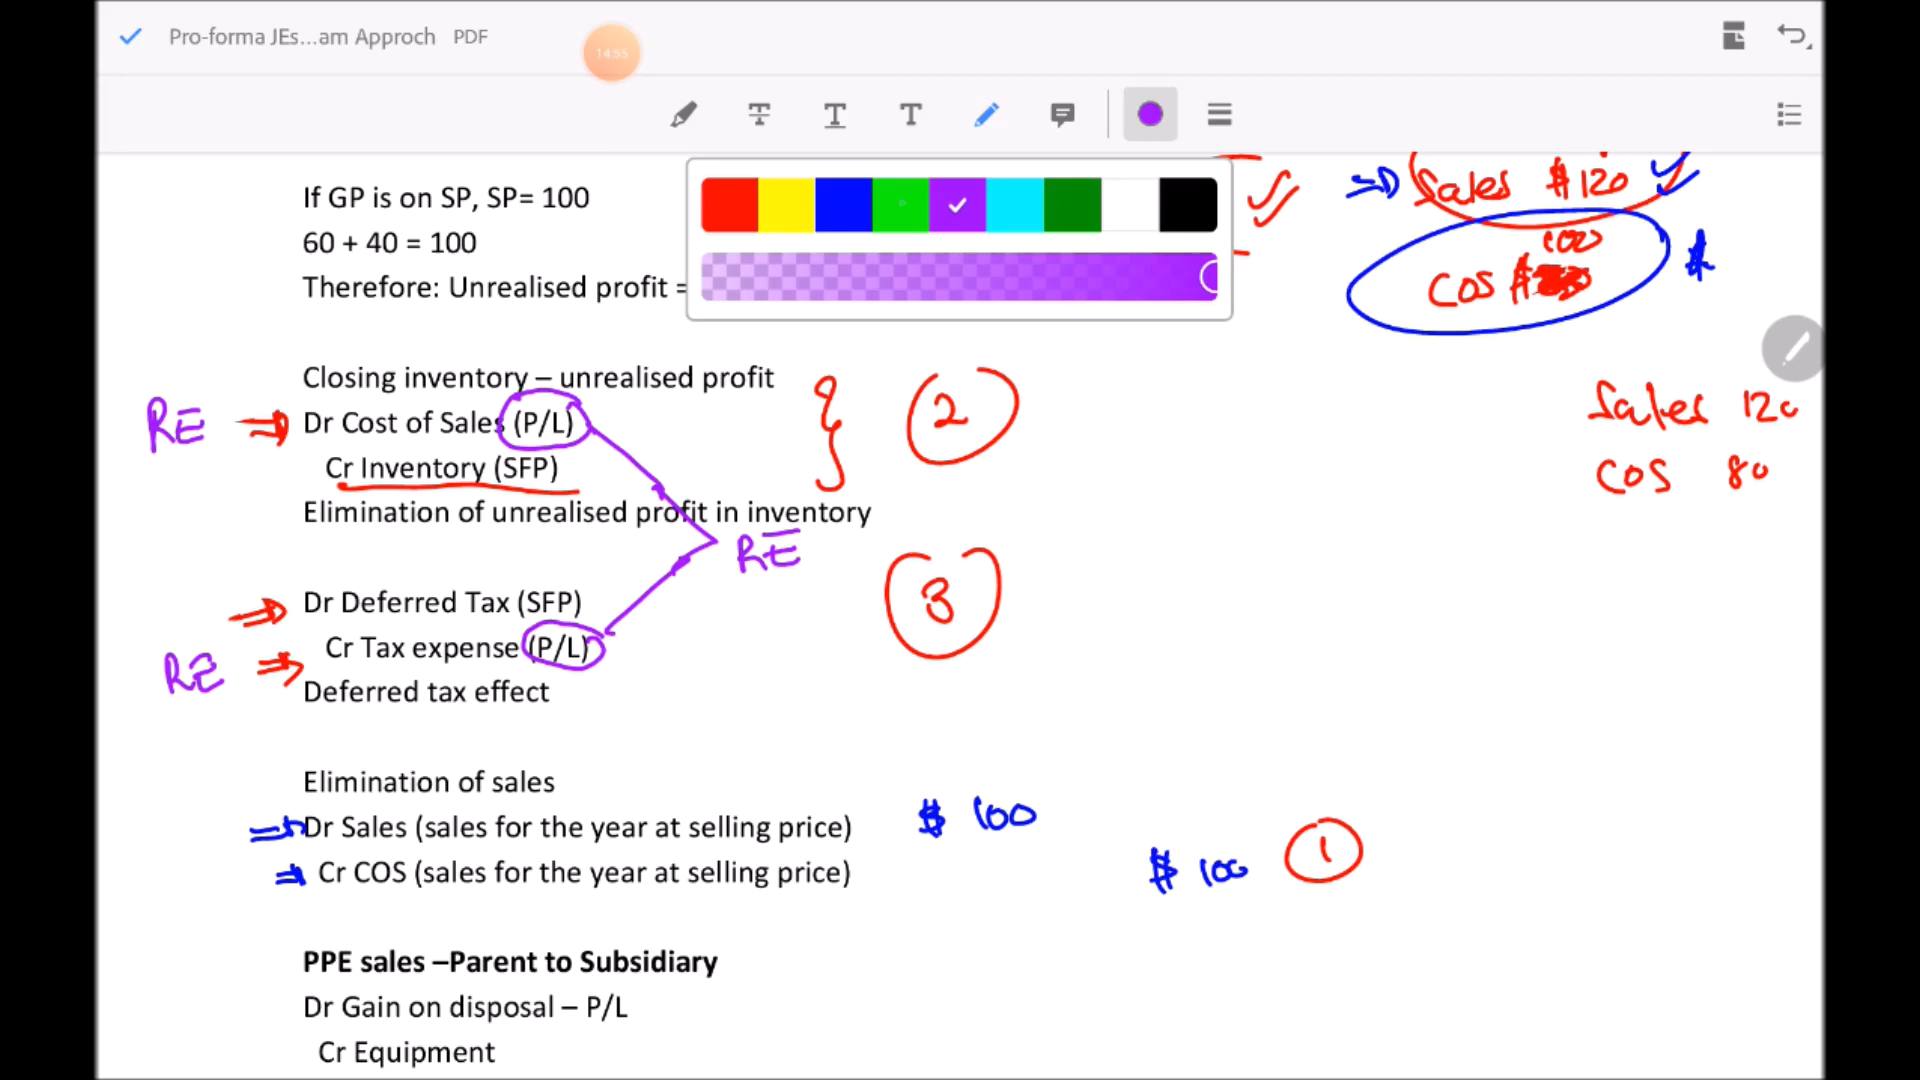 Pro-forma JEs...am Approch PDF
14:55
If GP is on SP, SP= 100
60 + 40 = 100
Therefore: Unrealised profit =
Sales $120
100
COS $
Sales 120
COS 80
Closing inventory – unrealised profit
RE Dr Cost of Sales (P/L)
2
Cr Inventory (SFP)
Elimination of unrealised profit in inventory
RE
Dr Deferred Tax (SFP)
3
Cr Tax expense (P/L)
RE
Deferred tax effect
Elimination of sales
Dr Sales (sales for the year at selling price) $ 100
Cr COS (sales for the year at selling price) $ 100 1
PPE sales –Parent to Subsidiary
Dr Gain on disposal – P/L
Cr Equipment